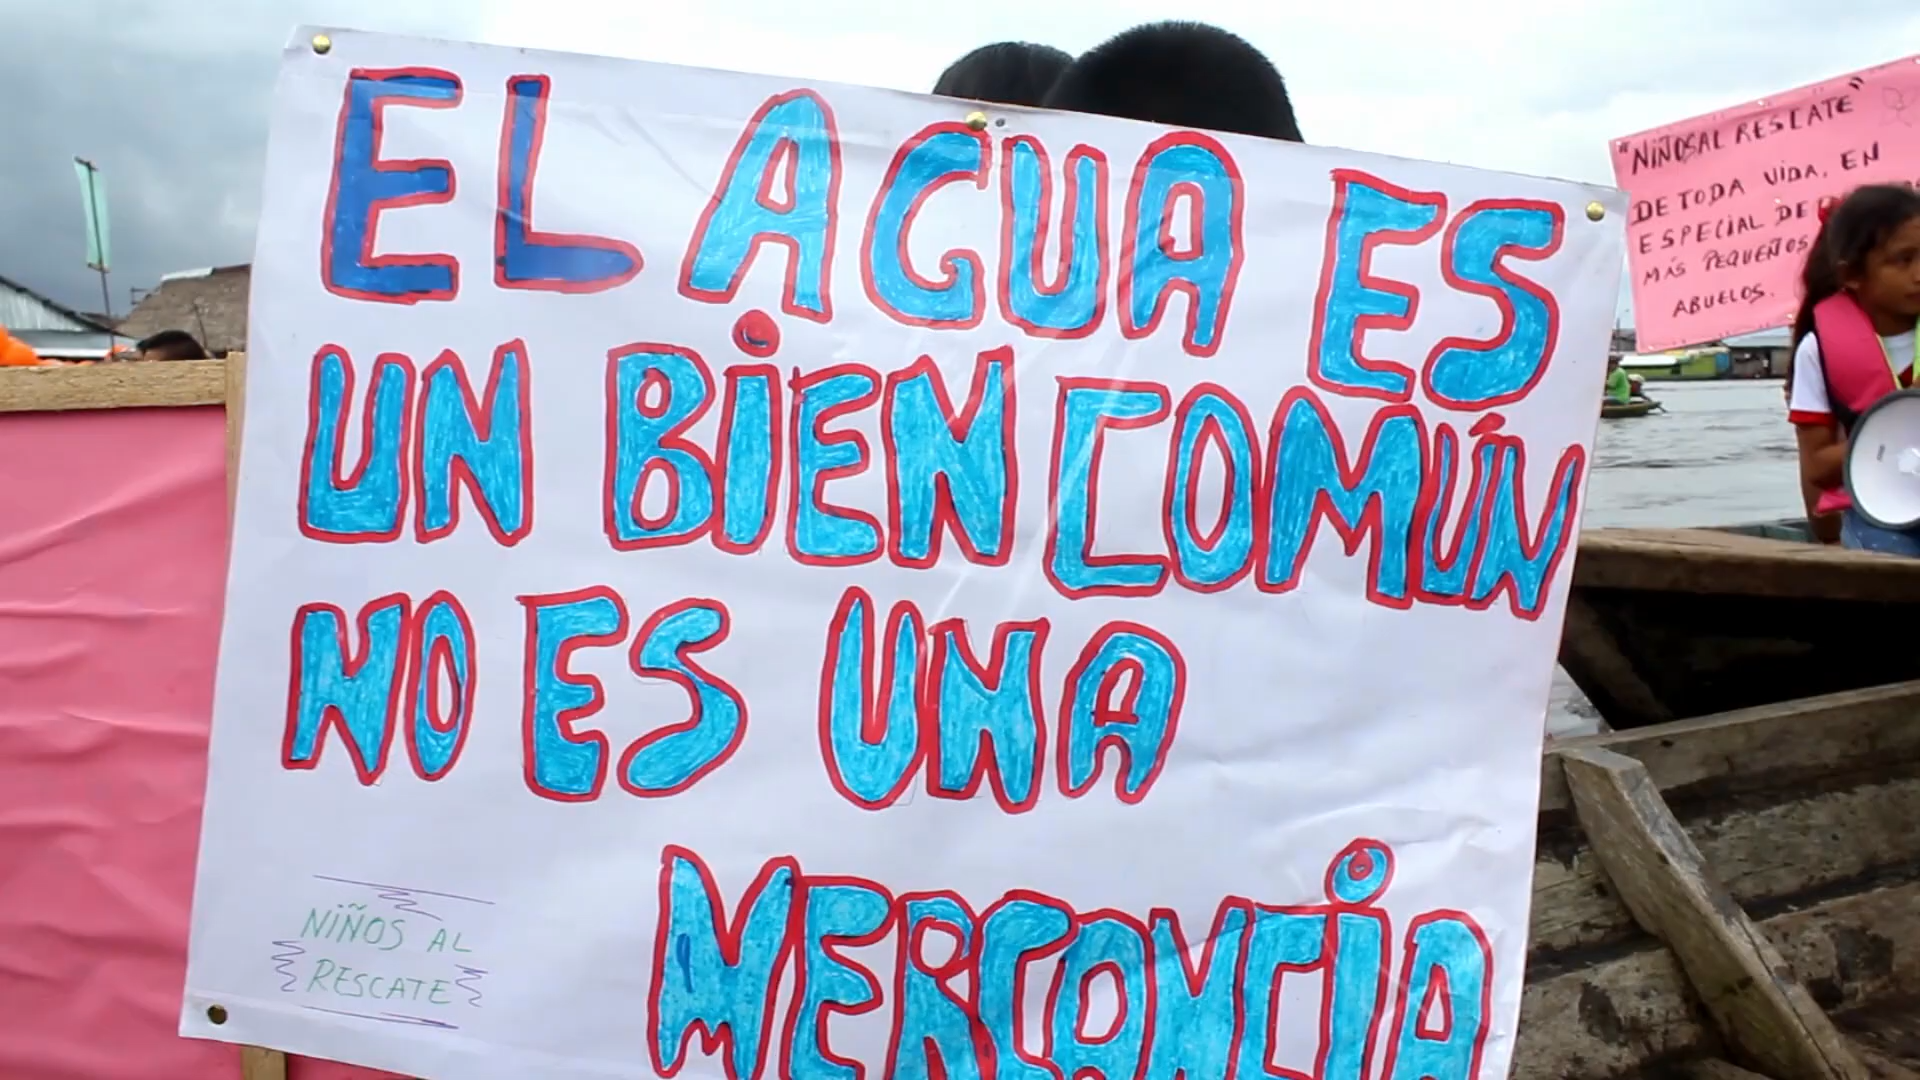 EL AGUA ES
UN BiEN COMÚN
NO ES UNA
MERCANCIA
NIÑOS AL
RESCATE
"NIÑOS AL RESCATE"
DE TODA VIDA, EN
ESPECIAL DE
MÁS PEQUEÑOS
ABUELOS.